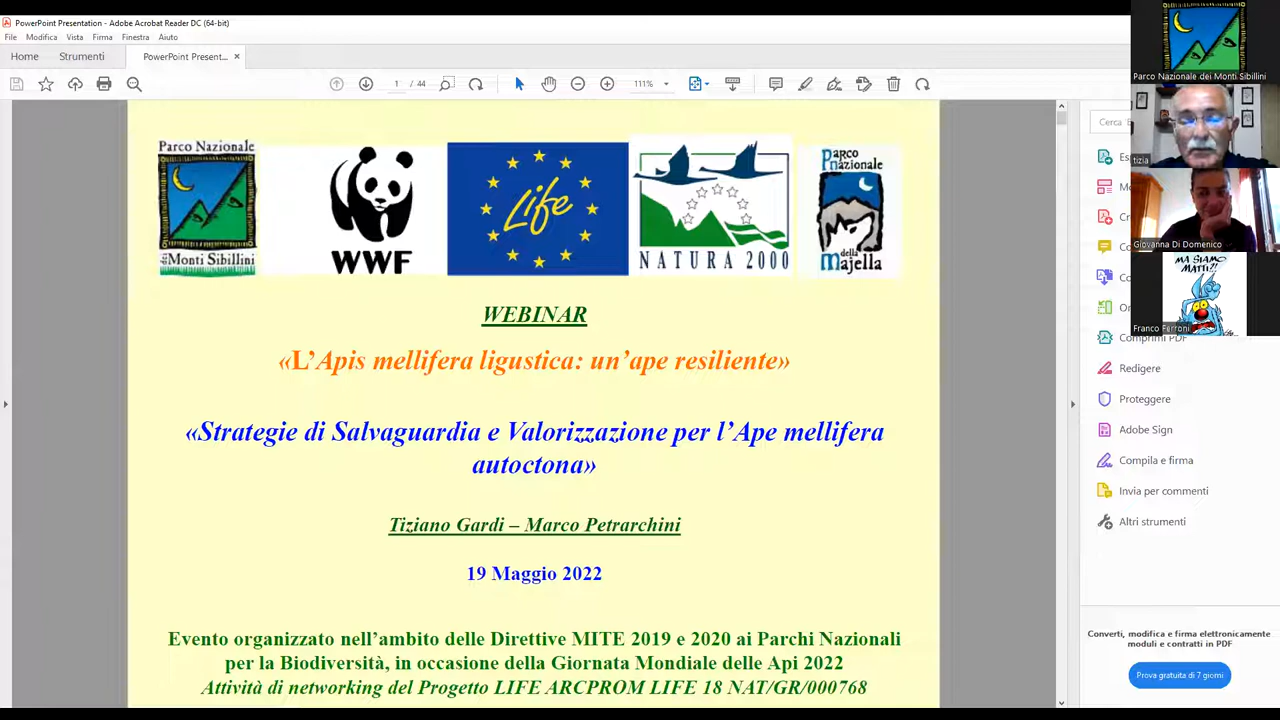 PowerPoint Presentation - Adobe Acrobat Reader DC (64-bit)
File Modifica Vista Firma Finestra Aiuto
Home Strumenti PowerPoint Present... ×
1 / 44 111%
Parco Nazionale
dei Monti Sibillini
WWF
Life
NATURA 2000
Parco
Nazionale
della
Majella
WEBINAR
«L’Apis mellifera ligustica: un’ape resiliente»
«Strategie di Salvaguardia e Valorizzazione per l’Ape mellifera
autoctona»
Tiziano Gardi – Marco Petrarchini
19 Maggio 2022
Evento organizzato nell’ambito delle Direttive MITE 2019 e 2020 ai Parchi Nazionali
per la Biodiversità, in occasione della Giornata Mondiale delle Api 2022
Attività di networking del Progetto LIFE ARCPROM LIFE 18 NAT/GR/000768
Parco Nazionale dei Monti Sibillini
tizia
Giovanna Di Domenico
MA SIAMO
MATTI?!
Franco Ferroni
Cerca
Comprimi PDF
Redigere
Proteggere
Adobe Sign
Compila e firma
Invia per commenti
Altri strumenti
Converti, modifica e firma elettronicamente
moduli e contratti in PDF
Prova gratuita di 7 giorni